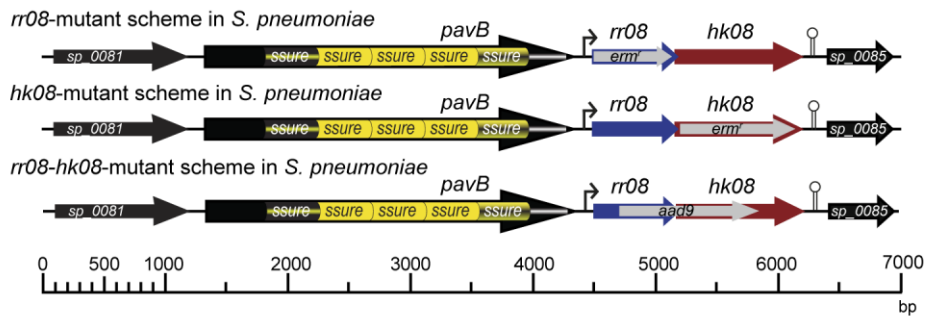 rr08-mutant scheme in S. pneumoniae
pavB rr08 hk08
sp_0081 ssure ssure ssure ssure ssure ermʳ sp_0085
hk08-mutant scheme in S. pneumoniae
pavB rr08 hk08
sp_0081 ssure ssure ssure ssure ssure ermʳ sp_0085
rr08-hk08-mutant scheme in S. pneumoniae
pavB rr08 hk08
sp_0081 ssure ssure ssure ssure ssure aad9 sp_0085
0 500 1000 2000 3000 4000 5000 6000 7000
bp